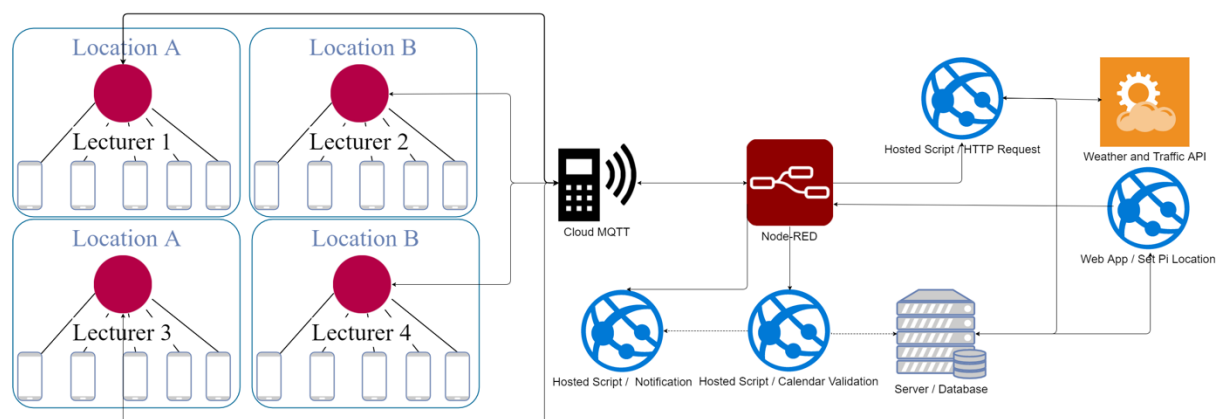 Location A
Lecturer 1
Location B
Lecturer 2
Location A
Lecturer 3
Location B
Lecturer 4
Cloud MQTT
Node-RED
Hosted Script / HTTP Request
Weather and Traffic API
Web App / Set Pi Location
Hosted Script / Notification
Hosted Script / Calendar Validation
Server / Database